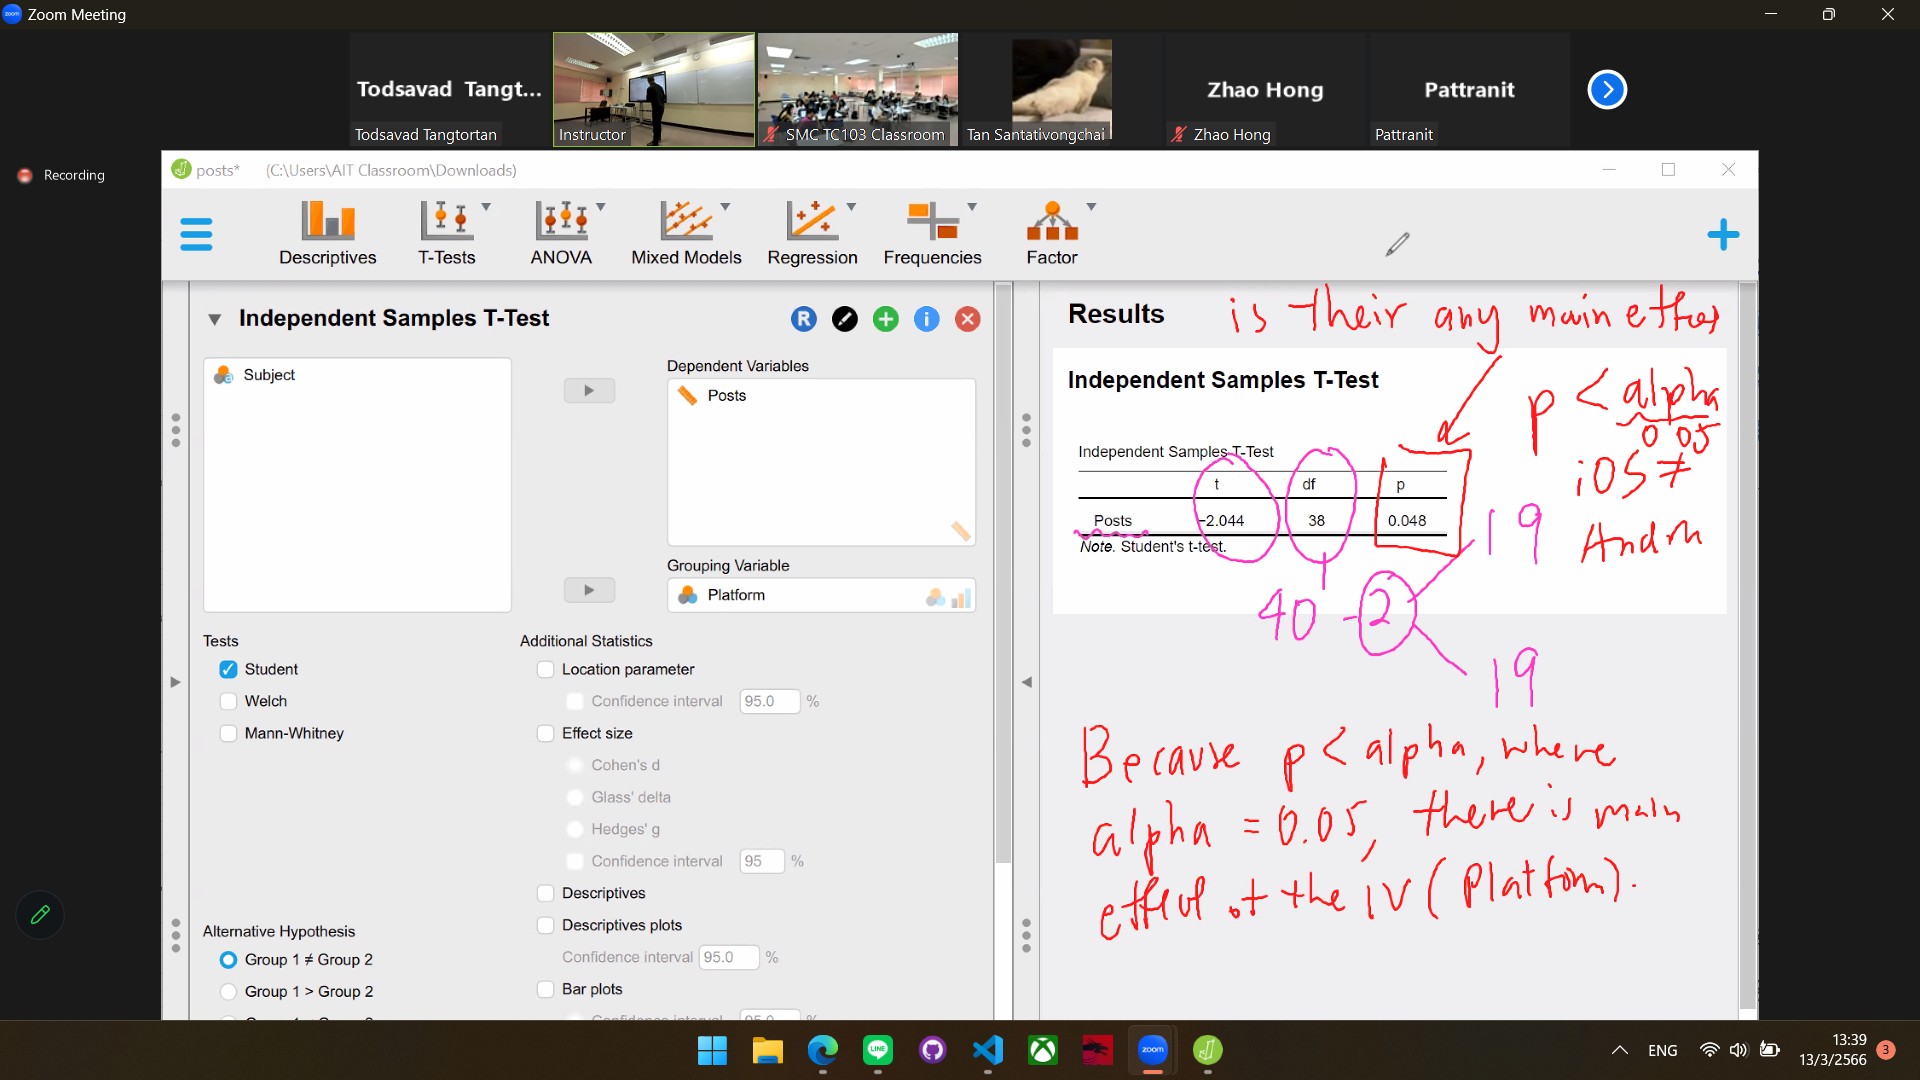 Zoom Meeting
Todsavad Tangt...
Zhao Hong
Pattranit
Todsavad Tangtortan
Instructor
SMC TC103 Classroom
Tan Santativongchai
Zhao Hong
Pattranit
Recording
posts* (C:\Users\AIT Classroom\Downloads)
Descriptives
T-Tests
ANOVA
Mixed Models
Regression
Frequencies
Factor
Independent Samples T-Test
R
i
Subject
Dependent Variables
Posts
Grouping Variable
Platform
Tests
Student
Welch
Mann-Whitney
Additional Statistics
Location parameter
Confidence interval 95.0 %
Effect size
Cohen's d
Glass' delta
Hedges' g
Confidence interval 95 %
Descriptives
Descriptives plots
Confidence interval 95.0 %
Bar plots
Alternative Hypothesis
Group 1 ≠ Group 2
Group 1 > Group 2
Results
is their any main
Independent Samples T-Test
p < alpha
0 05
iOS ≠
Independent Samples T-Test
t df p
Posts -2.044 38 0.048
Note. Student's t-test.
19
40 - 2
19
Because p < alpha, where
alpha = 0.05, there is main
of the IV (Platform).
zoom
ENG
13:39
13/3/2566
3